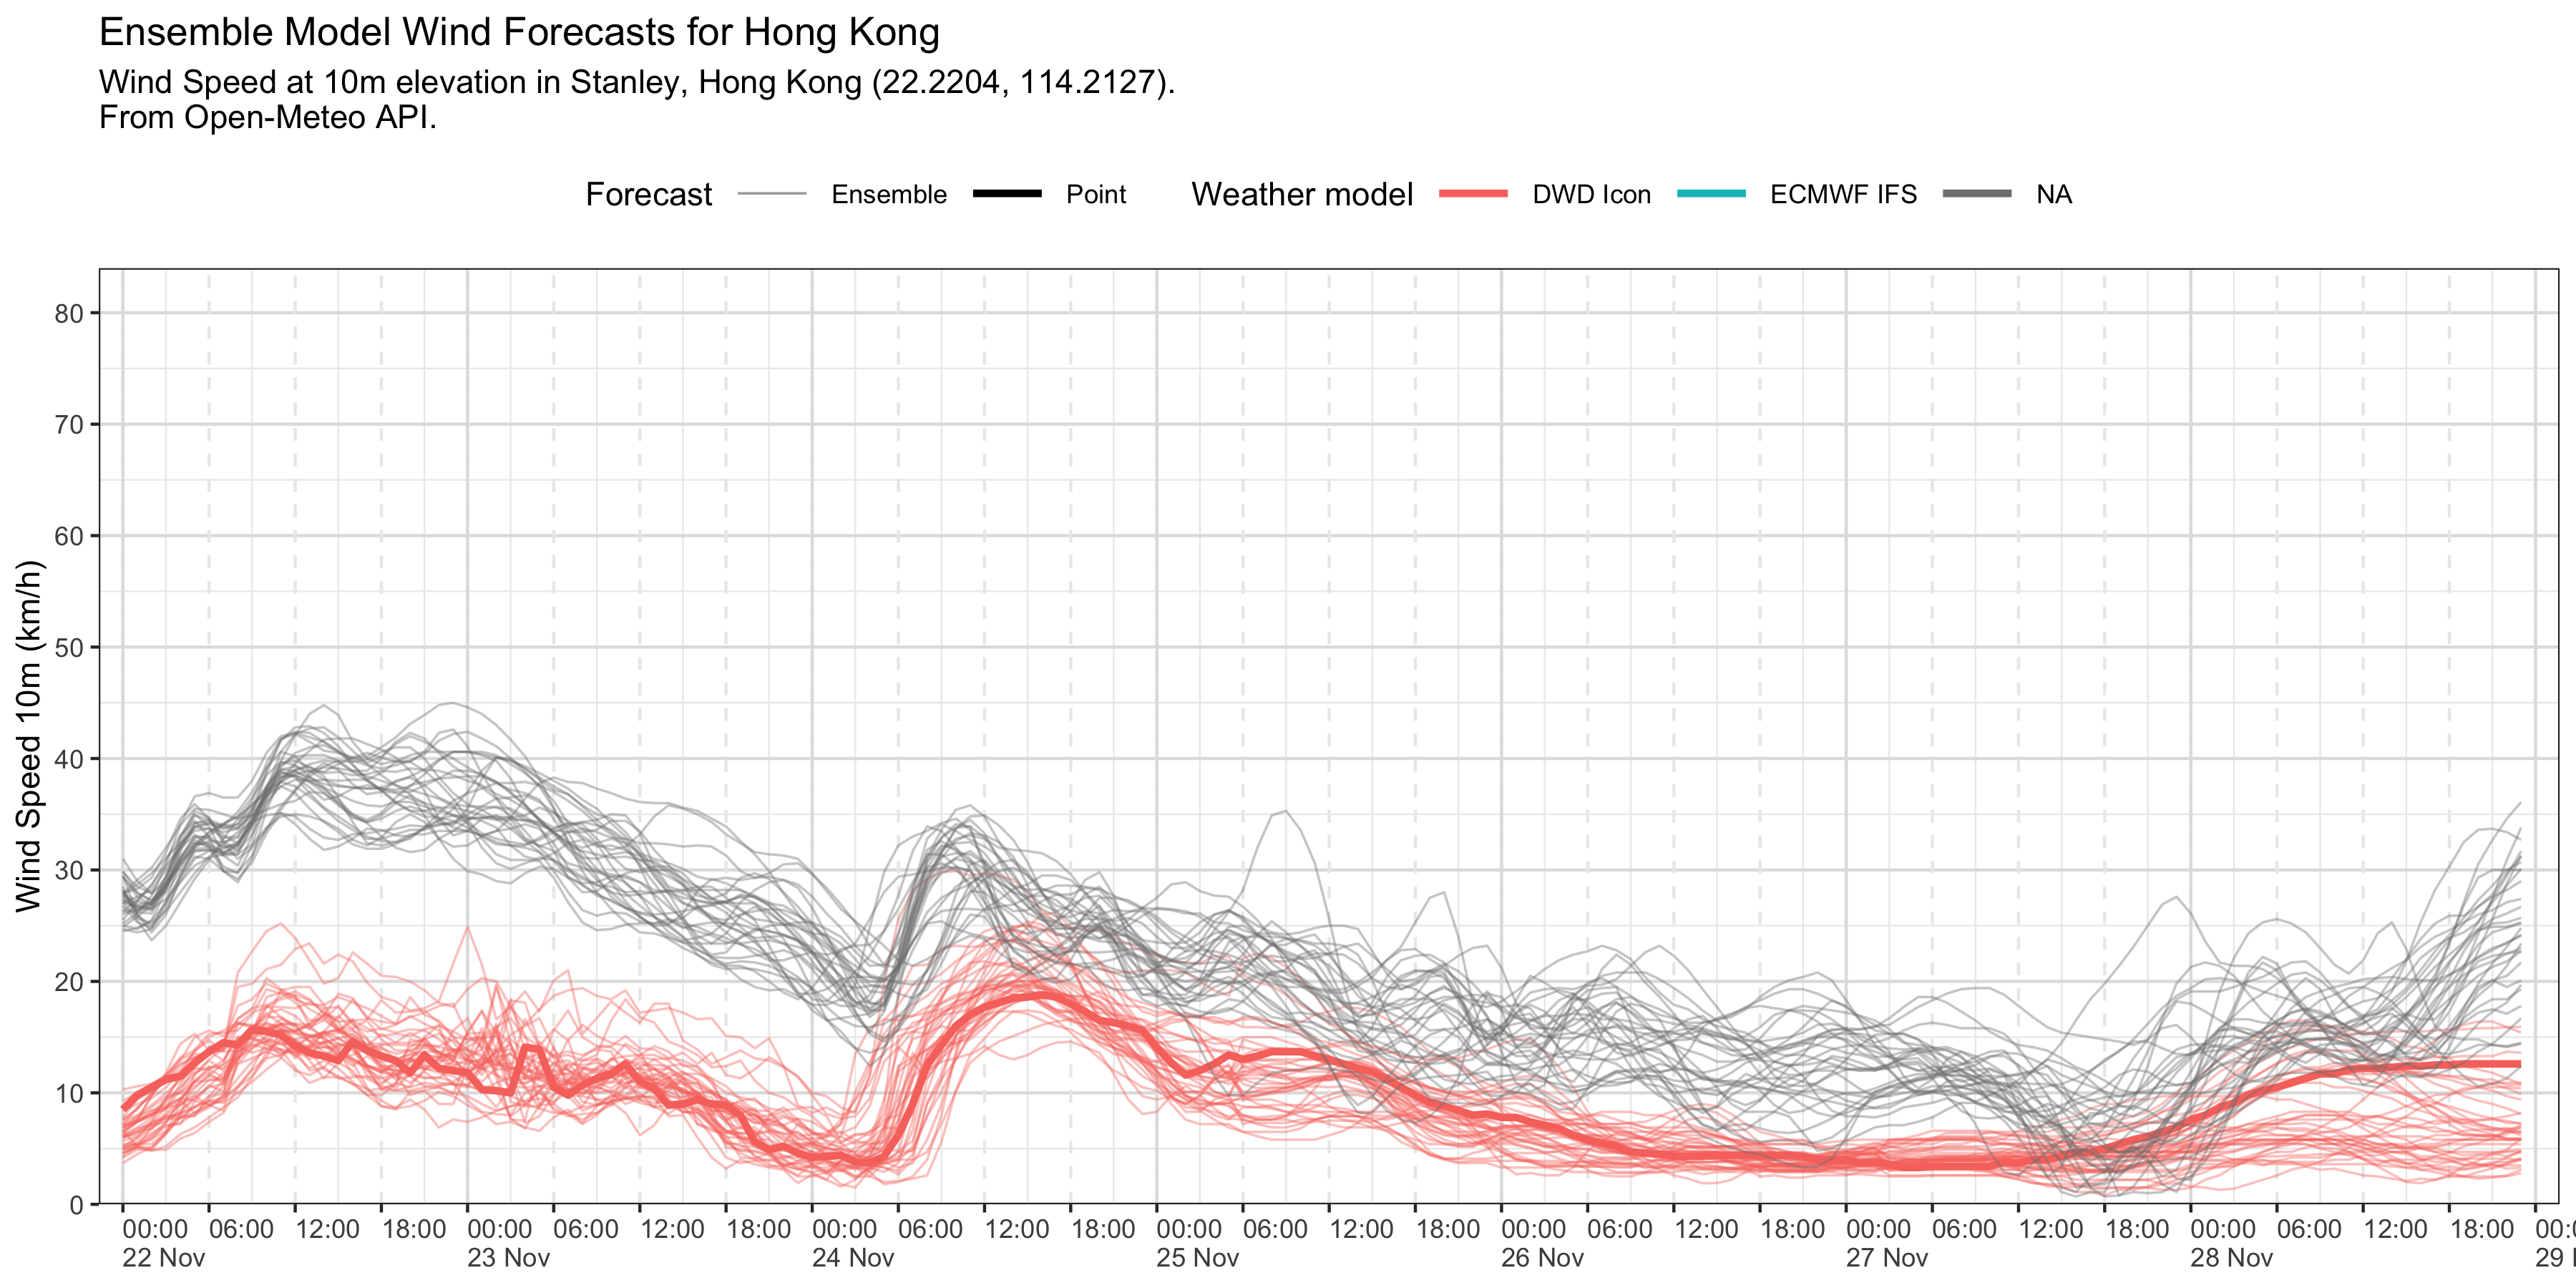 Ensemble Model Wind Forecasts for Hong Kong
Wind Speed at 10m elevation in Stanley, Hong Kong (22.2204, 114.2127).
From Open-Meteo API.
Forecast Ensemble Point Weather model DWD Icon ECMWF IFS NA
Wind Speed 10m (km/h)
80
70
60
50
40
30
20
10
0
00:00 06:00 12:00 18:00 00:00 06:00 12:00 18:00 00:00 06:00 12:00 18:00 00:00 06:00 12:00 18:00 00:00 06:00 12:00 18:00 00:00 06:00 12:00 18:00 00:00 06:00 12:00 18:00 00:0
22 Nov 23 Nov 24 Nov 25 Nov 26 Nov 27 Nov 28 Nov 29